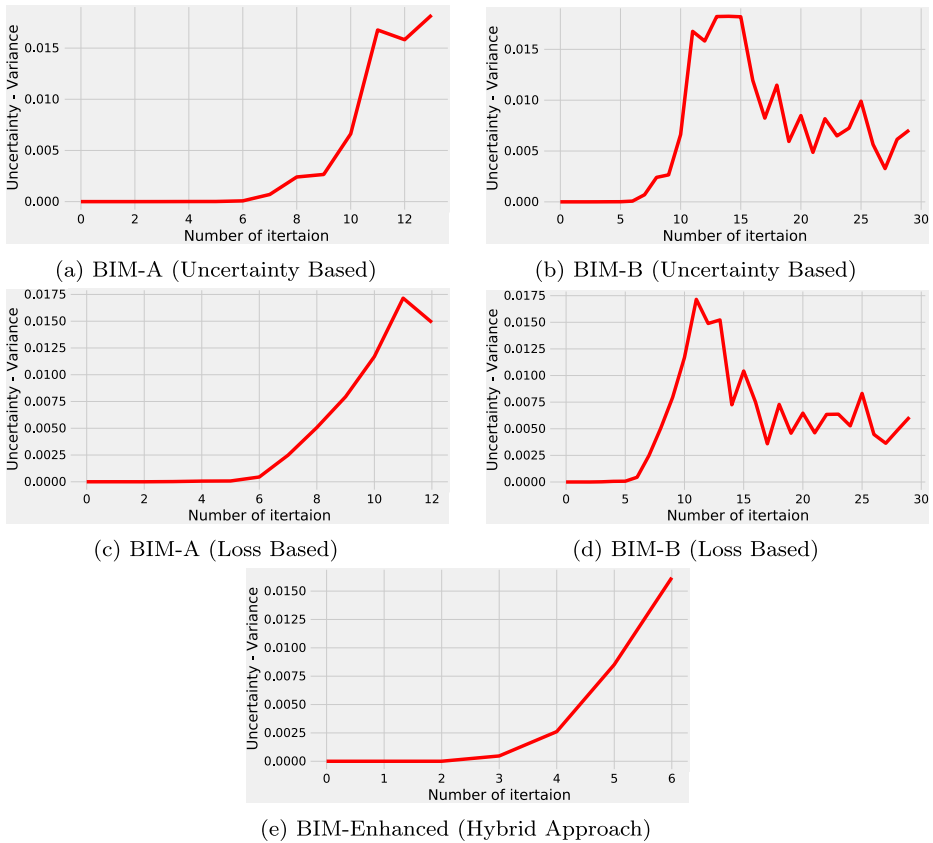 Uncertainty - Variance
0.015
0.010
0.005
0.000
0 2 4 6 8 10 12
Number of itertaion
(a) BIM-A (Uncertainty Based)
Uncertainty - Variance
0.015
0.010
0.005
0.000
0 5 10 15 20 25 30
Number of itertaion
(b) BIM-B (Uncertainty Based)
Uncertainty - Variance
0.0175
0.0150
0.0125
0.0100
0.0075
0.0050
0.0025
0.0000
0 2 4 6 8 10 12
Number of itertaion
(c) BIM-A (Loss Based)
Uncertainty - Variance
0.0175
0.0150
0.0125
0.0100
0.0075
0.0050
0.0025
0.0000
0 5 10 15 20 25 30
Number of itertaion
(d) BIM-B (Loss Based)
Uncertainty - Variance
0.0150
0.0125
0.0100
0.0075
0.0050
0.0025
0.0000
0 1 2 3 4 5 6
Number of itertaion
(e) BIM-Enhanced (Hybrid Approach)